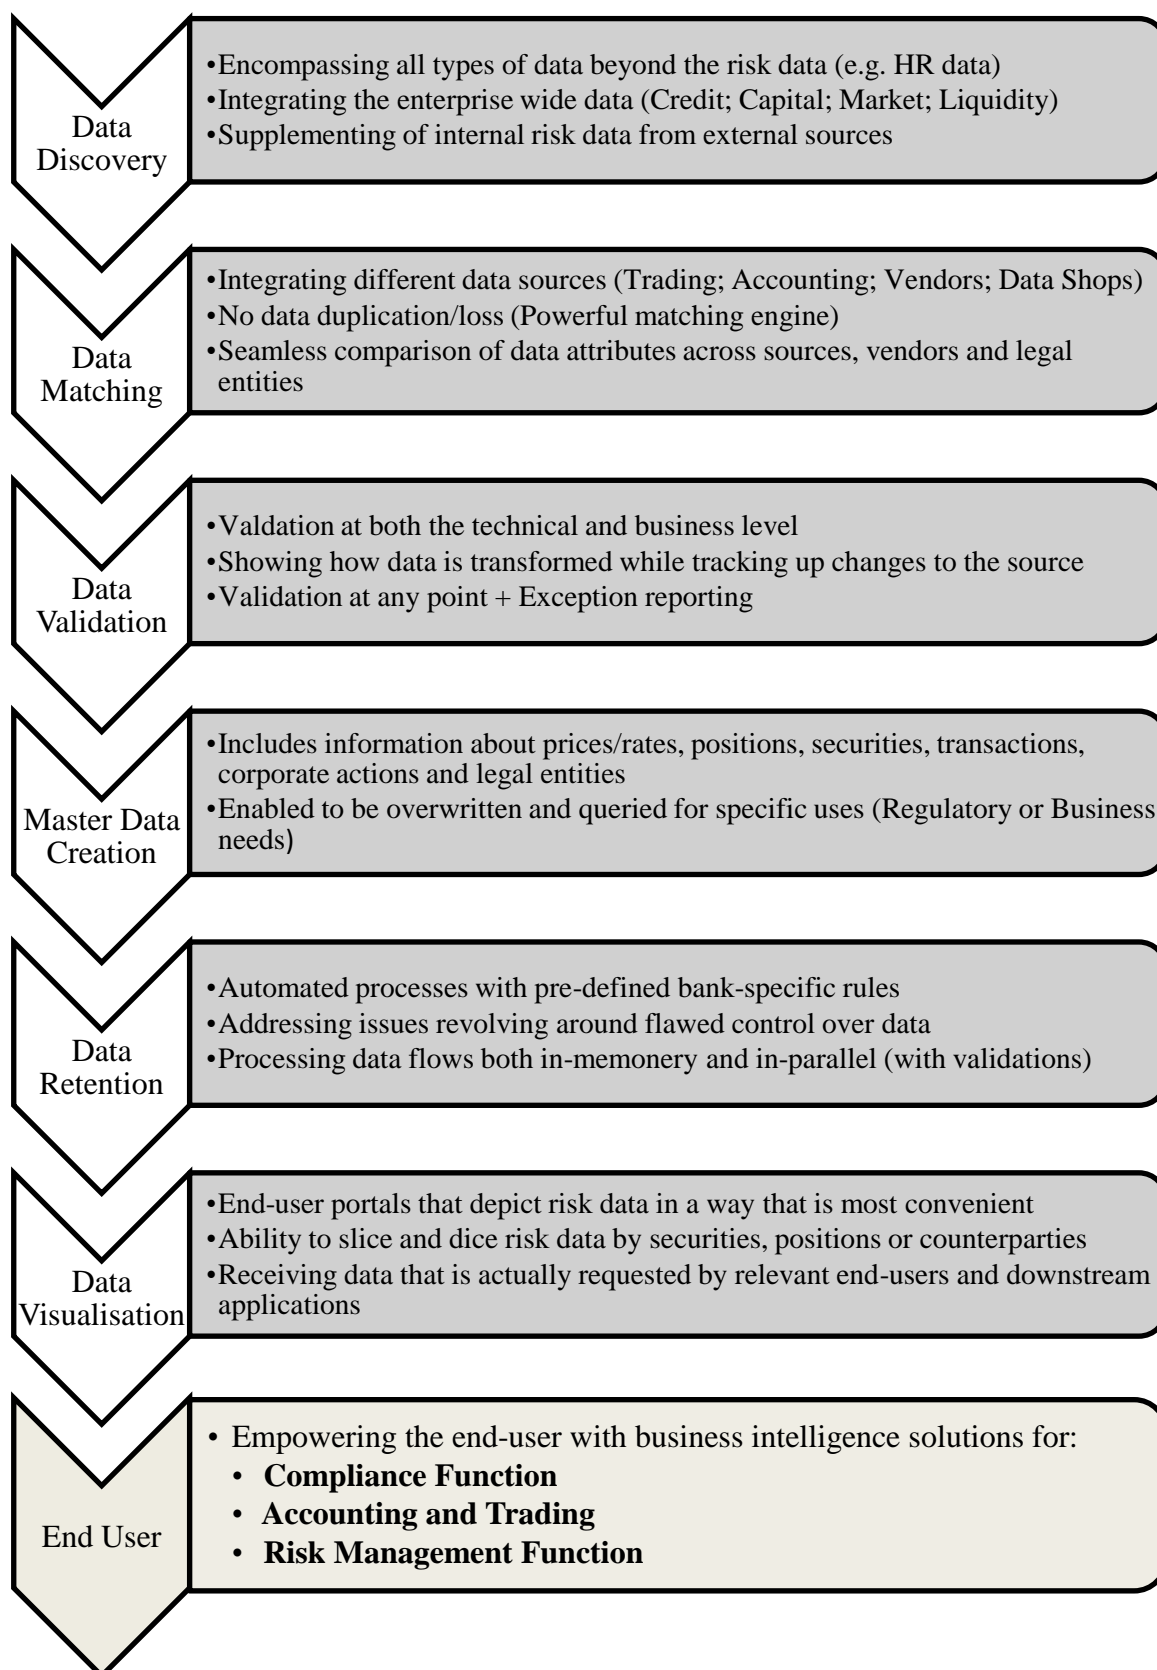 Data
Discovery
•Encompassing all types of data beyond the risk data (e.g. HR data)
•Integrating the enterprise wide data (Credit; Capital; Market; Liquidity)
•Supplementing of internal risk data from external sources
Data
Matching
•Integrating different data sources (Trading; Accounting; Vendors; Data Shops)
•No data duplication/loss (Powerful matching engine)
•Seamless comparison of data attributes across sources, vendors and legal
entities
Data
Validation
•Valdation at both the technical and business level
•Showing how data is transformed while tracking up changes to the source
•Validation at any point + Exception reporting
Master Data
Creation
•Includes information about prices/rates, positions, securities, transactions,
corporate actions and legal entities
•Enabled to be overwritten and queried for specific uses (Regulatory or Business
needs)
Data
Retention
•Automated processes with pre-defined bank-specific rules
•Addressing issues revolving around flawed control over data
•Processing data flows both in-memonery and in-parallel (with validations)
Data
Visualisation
•End-user portals that depict risk data in a way that is most convenient
•Ability to slice and dice risk data by securities, positions or counterparties
•Receiving data that is actually requested by relevant end-users and downstream
applications
End User
• Empowering the end-user with business intelligence solutions for:
• Compliance Function
• Accounting and Trading
• Risk Management Function